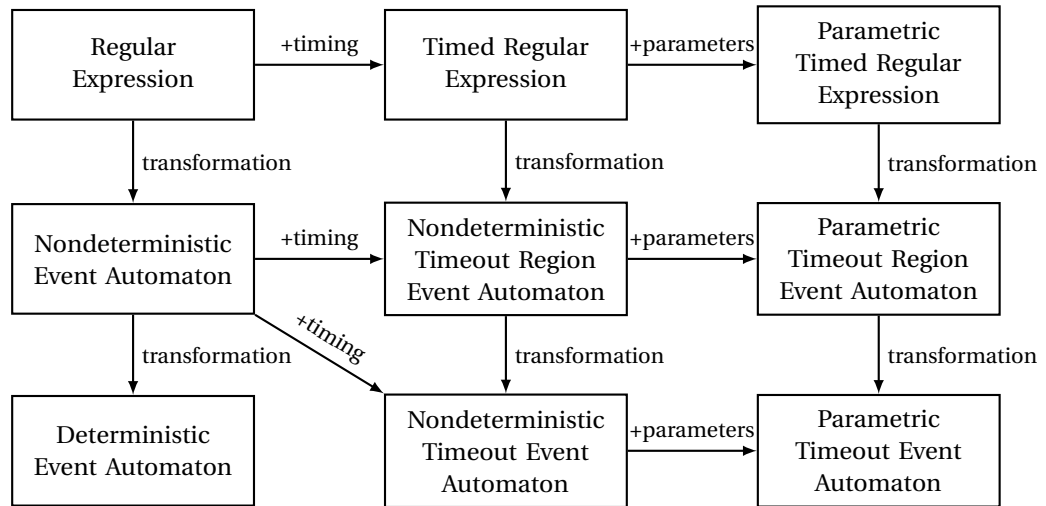 Regular
Expression
+timing
Timed Regular
Expression
+parameters
Parametric
Timed Regular
Expression
transformation
transformation
transformation
Nondeterministic
Event Automaton
+timing
Nondeterministic
Timeout Region
Event Automaton
+parameters
Parametric
Timeout Region
Event Automaton
transformation
+timing
transformation
transformation
Deterministic
Event Automaton
Nondeterministic
Timeout Event
Automaton
+parameters
Parametric
Timeout Event
Automaton